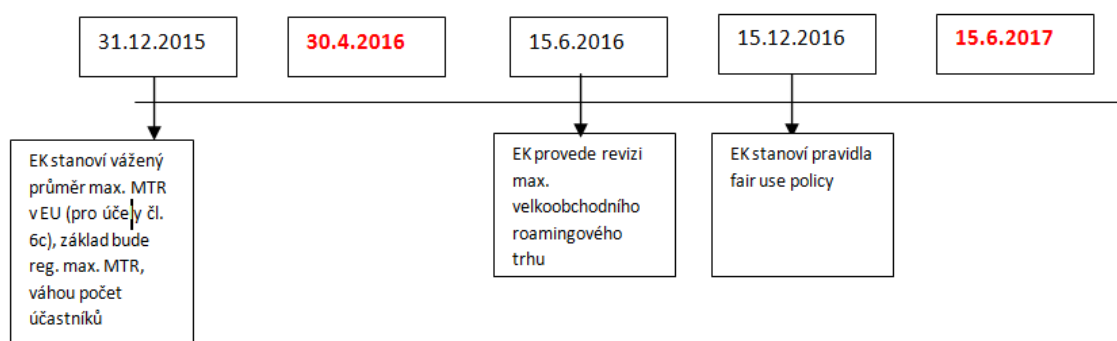 31.12.2015
30.4.2016
15.6.2016
15.12.2016
15.6.2017
EK stanoví vážený
průměr max. MTR
v EU (pro účely čl.
6c), základ bude
reg. max. MTR,
váhou počet
účastníků
EK provede revizi
max.
velkoobchodního
roamingového
trhu
EK stanoví pravidla
fair use policy